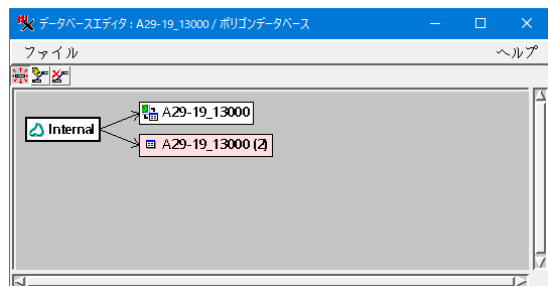 データベースエディタ : A29-19_13000 / ポリゴンデータベース
ファイル ヘルプ
A29-19_13000
Internal
A29-19_13000 (2)